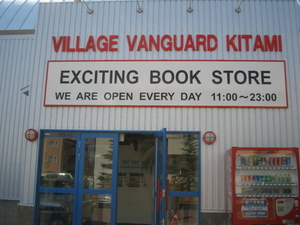 VILLAGE VANGUARD KITAMI
EXCITING BOOK STORE
WE ARE OPEN EVERY DAY 11:00～23:00